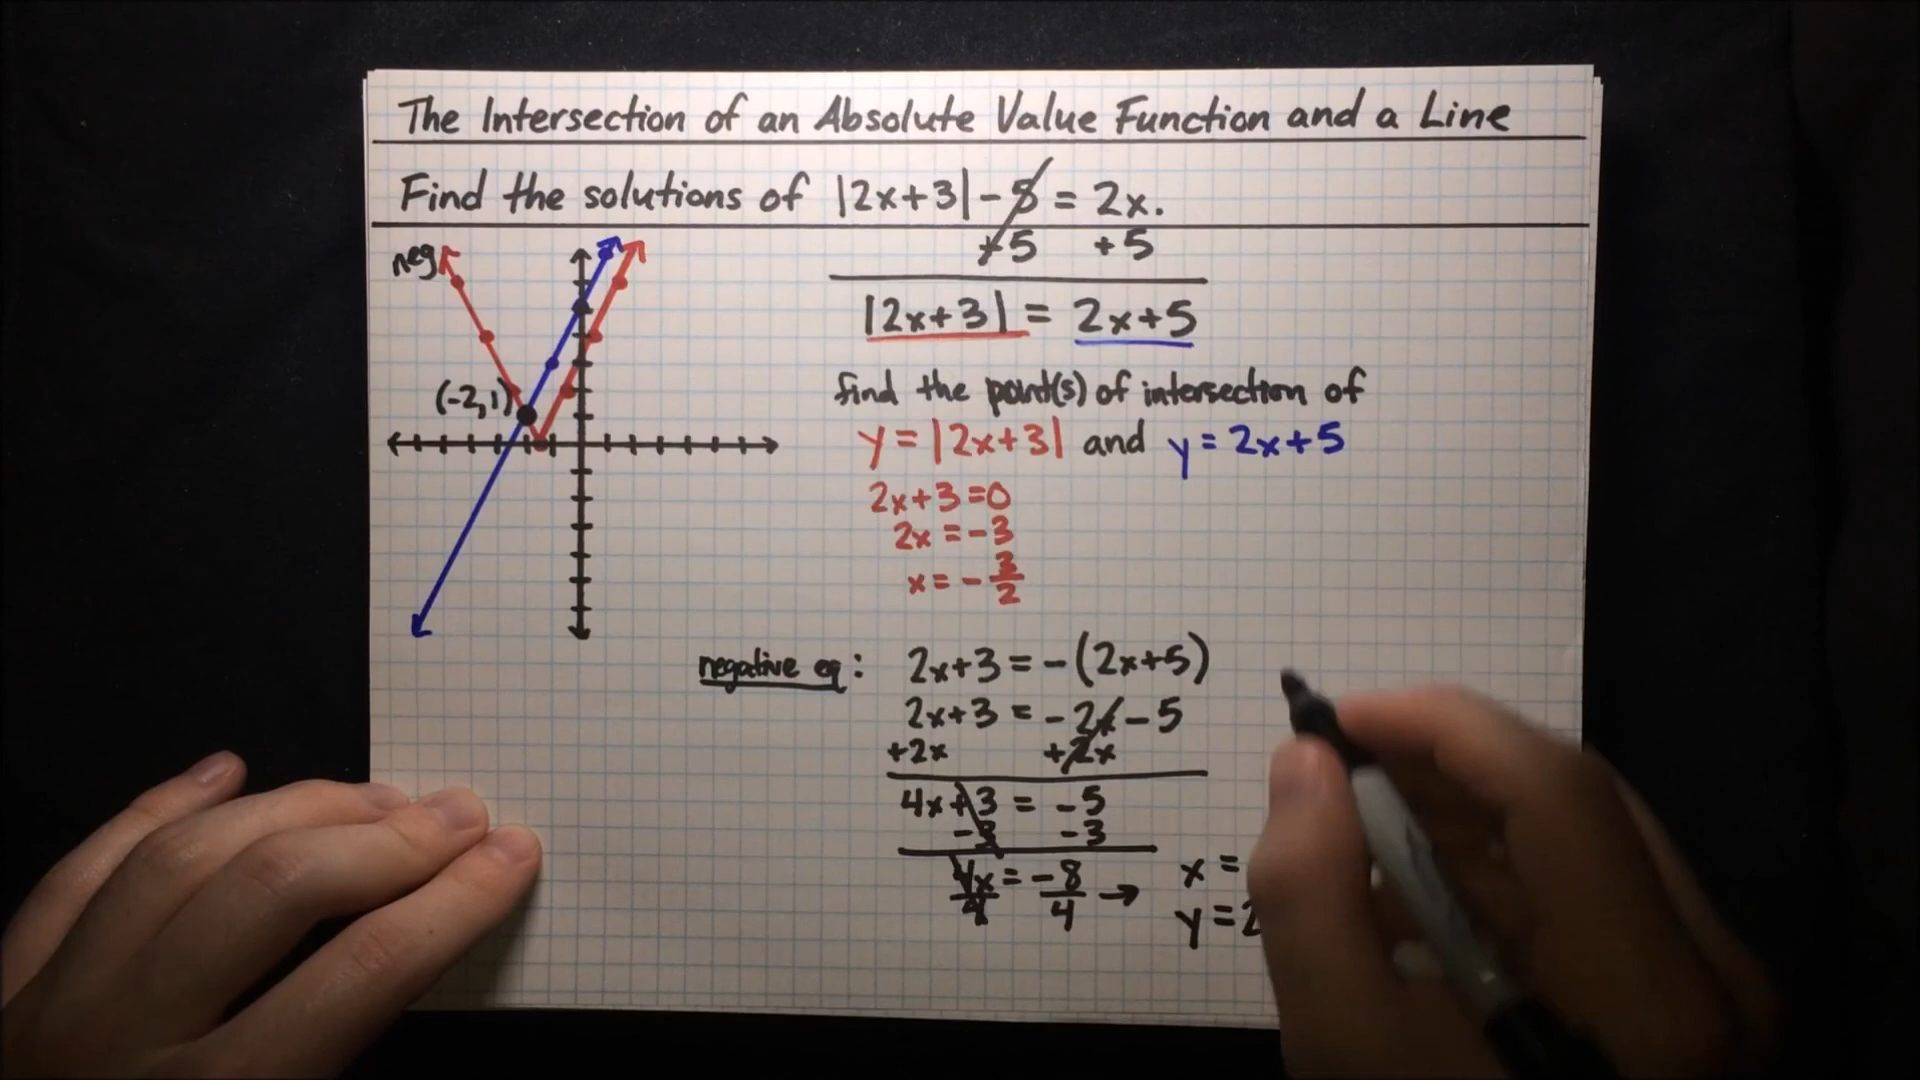 The Intersection of an Absolute Value Function and a Line
Find the solutions of |2x+3| - 5 = 2x.
+5 +5
|2x+3| = 2x+5
neg
(-2,1)
find the point(s) of intersection of
y = |2x+3| and y = 2x+5
2x+3=0
2x = -3
x = -3/2
negative eq: 2x+3 = -(2x+5)
2x+3 = -2x-5
+2x +2x
4x+3 = -5
-3 -3
4x/4 = -8/4 →
x =
y = 2